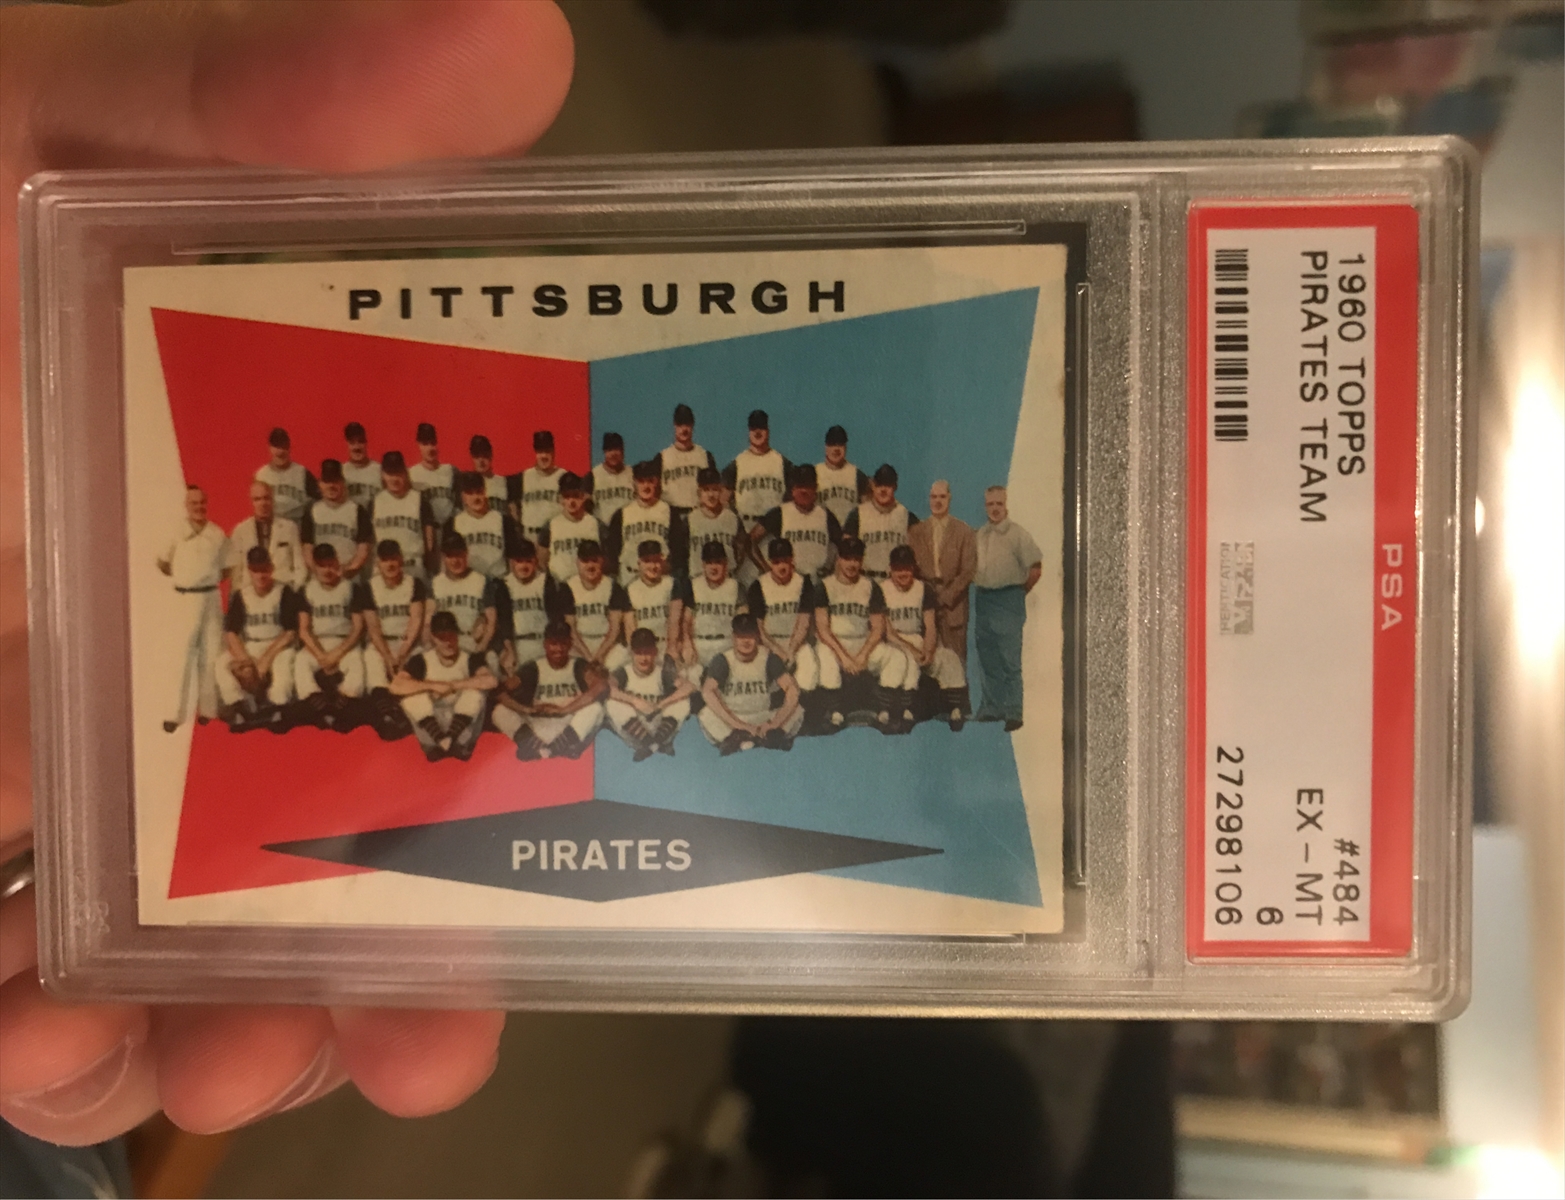 PITTSBURGH
PIRATES
PSA
1960 TOPPS #484
PIRATES TEAM EX - MT
6
27298106